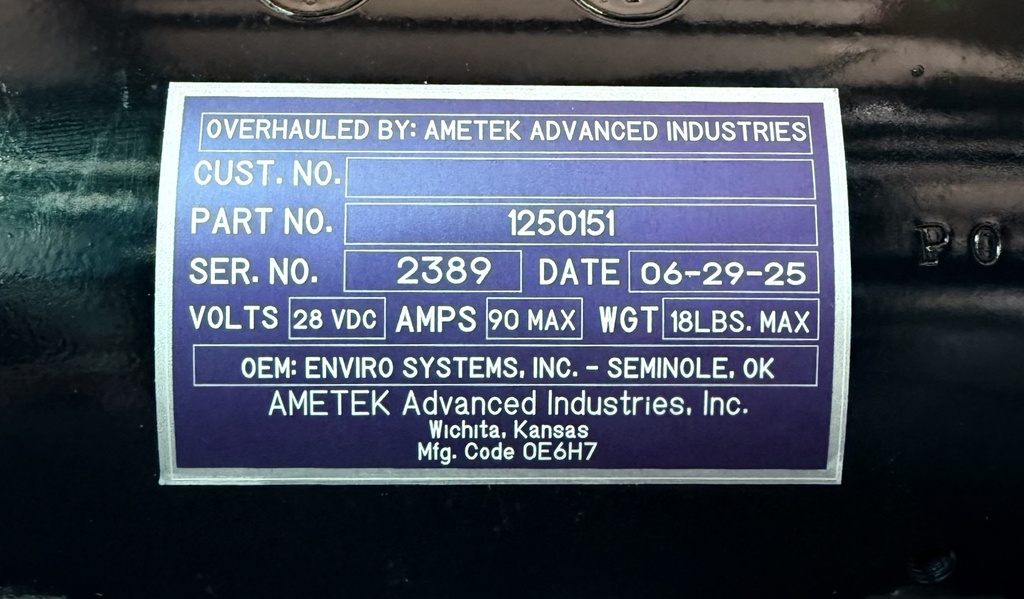 OVERHAULED BY: AMETEK ADVANCED INDUSTRIES
CUST. NO.
PART NO. 1250151
SER. NO. 2389 DATE 06-29-25
VOLTS 28 VDC AMPS 90 MAX WGT 18LBS. MAX
OEM: ENVIRO SYSTEMS, INC. - SEMINOLE, OK
AMETEK Advanced Industries, Inc.
Wichita, Kansas
Mfg. Code 0E6H7
PO